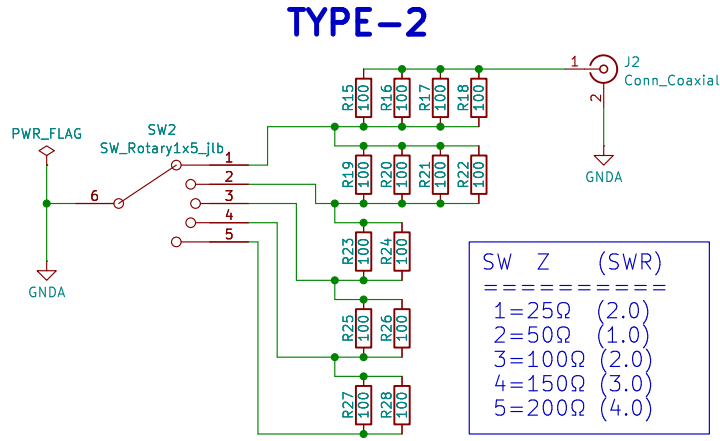 TYPE-2
J2
Conn_Coaxial
1
2
GNDA
R15 100
R16 100
R17 100
R18 100
PWR_FLAG
SW2
SW_Rotary1x5_jlb
1
2
3
4
5
6
GNDA
R19 100
R20 100
R21 100
R22 100
R23 100
R24 100
R25 100
R26 100
R27 100
R28 100
SW Z (SWR)
==========
1=25Ω (2.0)
2=50Ω (1.0)
3=100Ω (2.0)
4=150Ω (3.0)
5=200Ω (4.0)